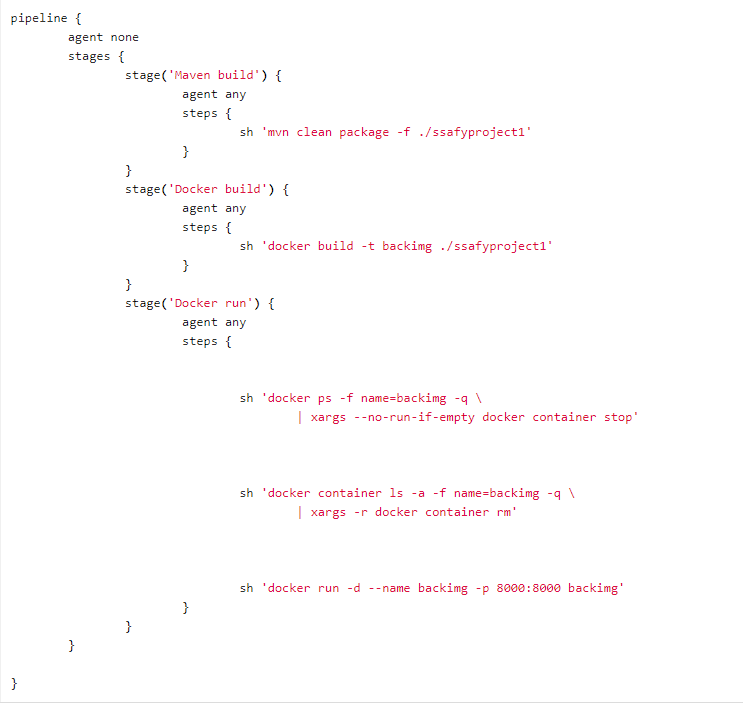 pipeline {
agent none
stages {
stage('Maven build') {
agent any
steps {
sh 'mvn clean package -f ./ssafyproject1'
}
}
stage('Docker build') {
agent any
steps {
sh 'docker build -t backimg ./ssafyproject1'
}
}
stage('Docker run') {
agent any
steps {
sh 'docker ps -f name=backimg -q \
| xargs --no-run-if-empty docker container stop'
sh 'docker container ls -a -f name=backimg -q \
| xargs -r docker container rm'
sh 'docker run -d --name backimg -p 8000:8000 backimg'
}
}
}
}